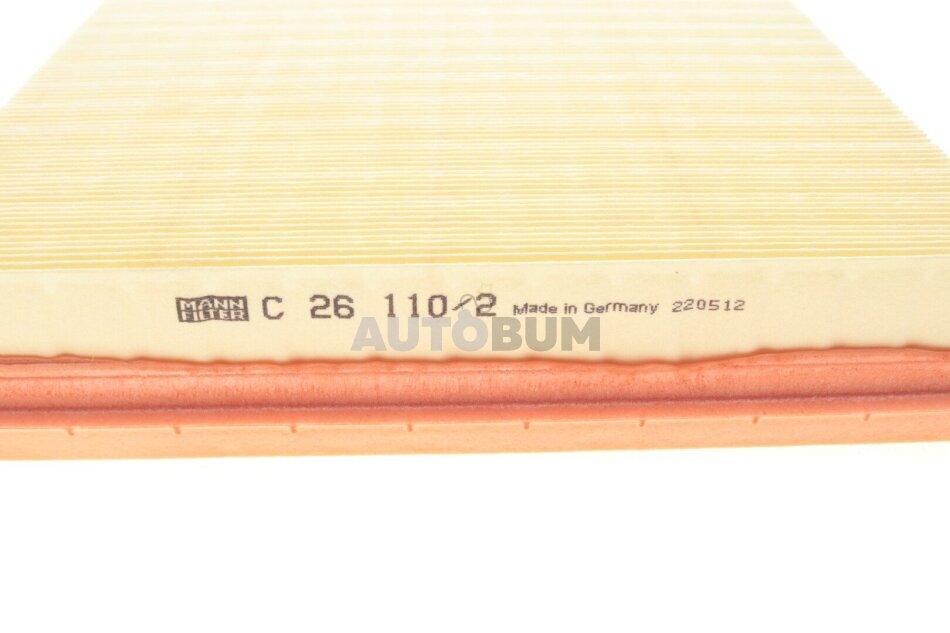 MANN FILTER C 26 110/2 Made in Germany 220512
AUTOBUM